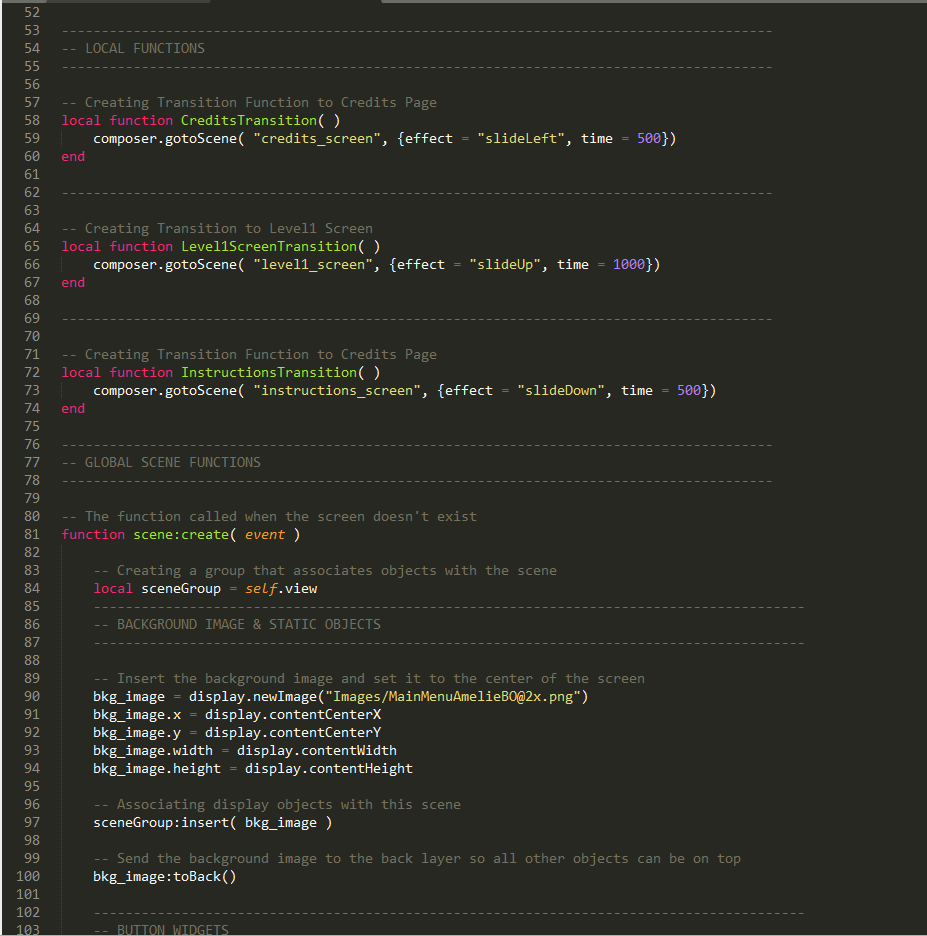 52
53 -----------------------------------------------------------------------------------------
54 -- LOCAL FUNCTIONS
55 -----------------------------------------------------------------------------------------
56
57 -- Creating Transition Function to Credits Page
58 local function CreditsTransition( )
59     composer.gotoScene( "credits_screen", {effect = "slideLeft", time = 500})
60 end
61
62 -----------------------------------------------------------------------------------------
63
64 -- Creating Transition to Level1 Screen
65 local function Level1ScreenTransition( )
66     composer.gotoScene( "level1_screen", {effect = "slideUp", time = 1000})
67 end
68
69 -----------------------------------------------------------------------------------------
70
71 -- Creating Transition Function to Credits Page
72 local function InstructionsTransition( )
73     composer.gotoScene( "instructions_screen", {effect = "slideDown", time = 500})
74 end
75
76 -----------------------------------------------------------------------------------------
77 -- GLOBAL SCENE FUNCTIONS
78 -----------------------------------------------------------------------------------------
79
80 -- The function called when the screen doesn't exist
81 function scene:create( event )
82
83     -- Creating a group that associates objects with the scene
84     local sceneGroup = self.view
85     -----------------------------------------------------------------------------------------
86     -- BACKGROUND IMAGE & STATIC OBJECTS
87     -----------------------------------------------------------------------------------------
88
89     -- Insert the background image and set it to the center of the screen
90     bkg_image = display.newImage("Images/MainMenuAmelieBO@2x.png")
91     bkg_image.x = display.contentCenterX
92     bkg_image.y = display.contentCenterY
93     bkg_image.width = display.contentWidth
94     bkg_image.height = display.contentHeight
95
96     -- Associating display objects with this scene
97     sceneGroup:insert( bkg_image )
98
99     -- Send the background image to the back layer so all other objects can be on top
100     bkg_image:toBack()
101
102     -----------------------------------------------------------------------------------------
103     -- BUTTON WIDGETS